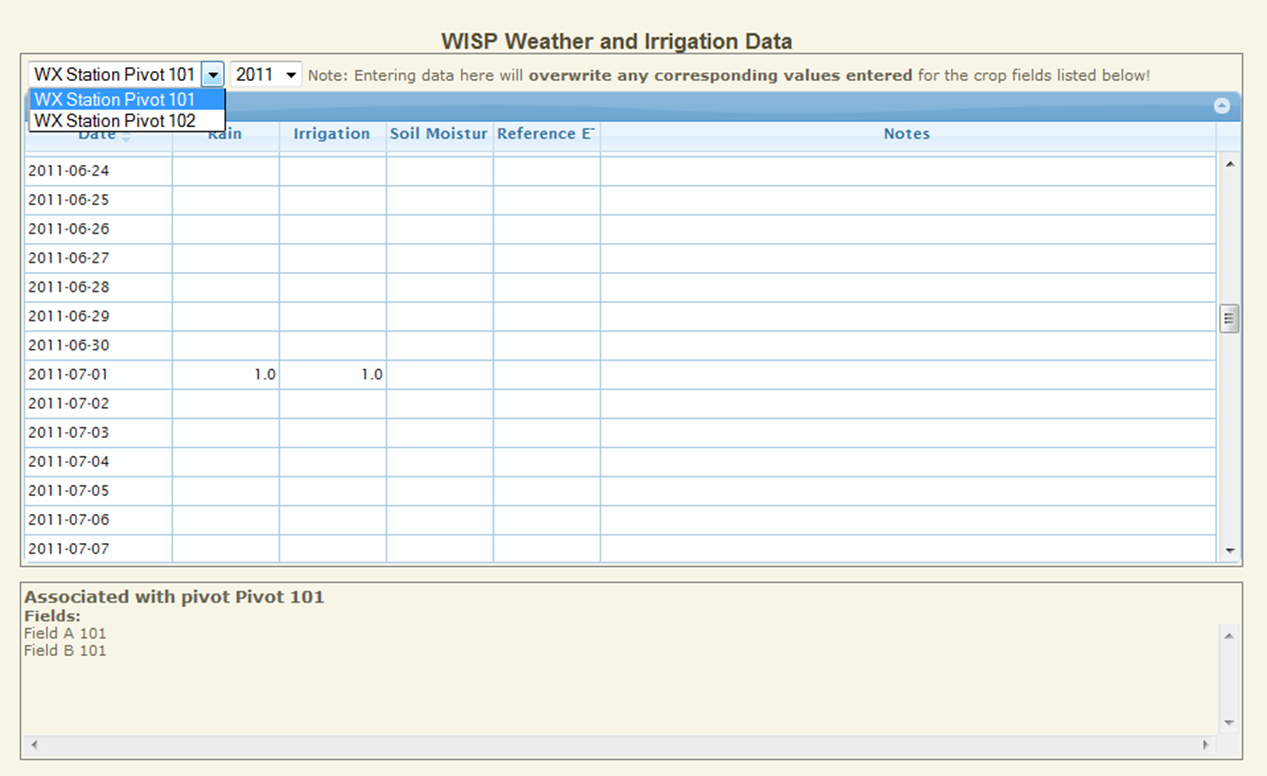 WISP Weather and Irrigation Data
WX Station Pivot 101 2011 Note: Entering data here will overwrite any corresponding values entered for the crop fields listed below!
WX Station Pivot 101
WX Station Pivot 102
Date Rain Irrigation Soil Moistur Reference E Notes
2011-06-24
2011-06-25
2011-06-26
2011-06-27
2011-06-28
2011-06-29
2011-06-30
2011-07-01 1.0 1.0
2011-07-02
2011-07-03
2011-07-04
2011-07-05
2011-07-06
2011-07-07
Associated with pivot Pivot 101
Fields:
Field A 101
Field B 101